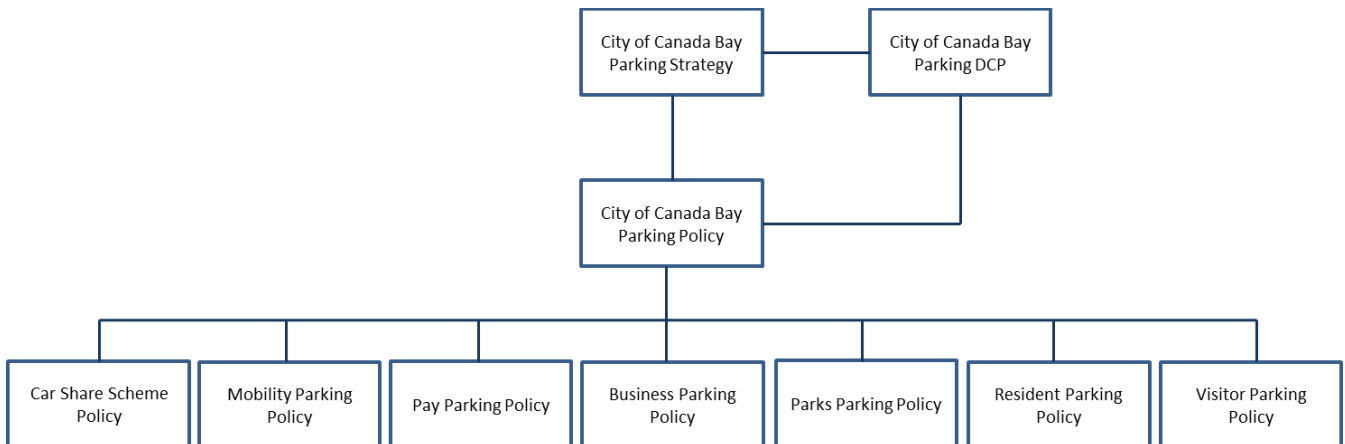 City of Canada Bay
Parking Strategy
City of Canada Bay
Parking DCP
City of Canada Bay
Parking Policy
Car Share Scheme
Policy
Mobility Parking
Policy
Pay Parking Policy
Business Parking
Policy
Parks Parking Policy
Resident Parking
Policy
Visitor Parking
Policy